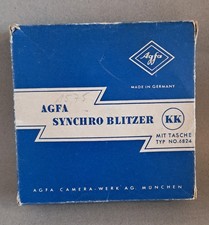 Agfa
MADE IN GERMANY
AGFA
SYNCHRO BLITZER
KK
MIT TASCHE
TYP NO. 6824
AGFA CAMERA-WERK AG. MÜNCHEN